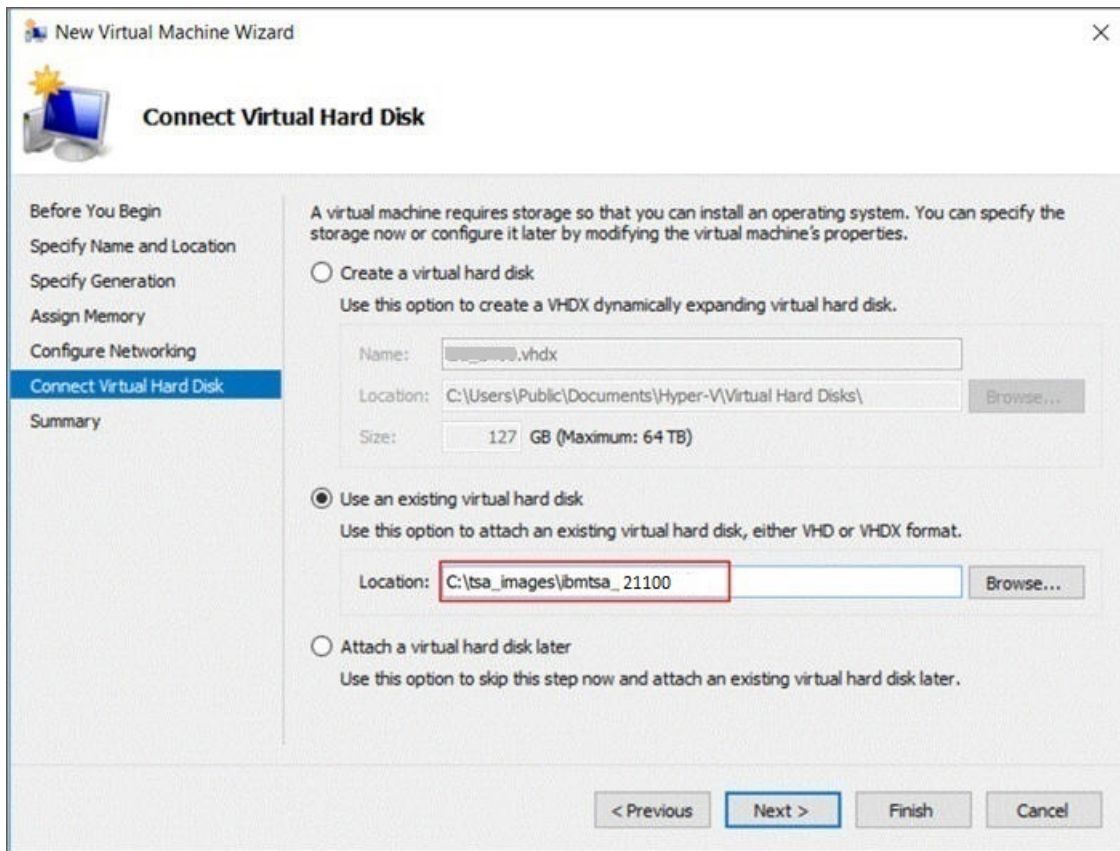 New Virtual Machine Wizard
Connect Virtual Hard Disk
Before You Begin
Specify Name and Location
Specify Generation
Assign Memory
Configure Networking
Connect Virtual Hard Disk
Summary
A virtual machine requires storage so that you can install an operating system. You can specify the
storage now or configure it later by modifying the virtual machine's properties.
Create a virtual hard disk
Use this option to create a VHDX dynamically expanding virtual hard disk.
Name: .vhdx
Location: C:\Users\Public\Documents\Hyper-V\Virtual Hard Disks\ Browse...
Size: 127 GB (Maximum: 64 TB)
Use an existing virtual hard disk
Use this option to attach an existing virtual hard disk, either VHD or VHDX format.
Location: C:\tsa_images\ibmtsa_ 21100 Browse...
Attach a virtual hard disk later
Use this option to skip this step now and attach an existing virtual hard disk later.
< Previous Next > Finish Cancel